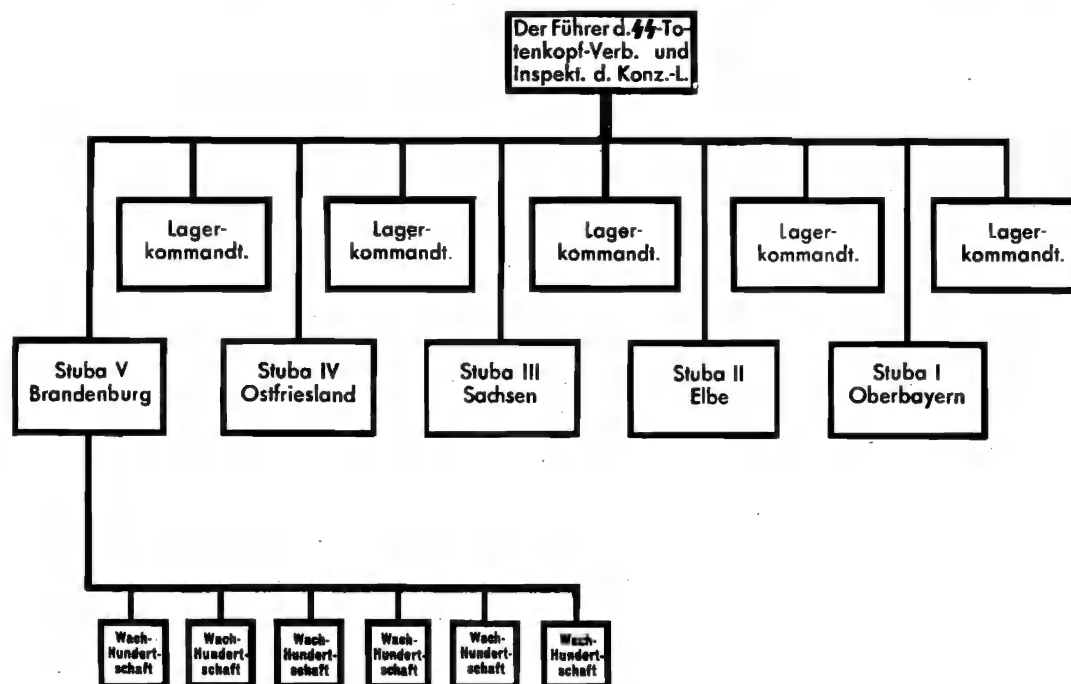 Der Führer d. ᛋᛋ-To-
tenkopf-Verb. und
Inspekt. d. Konz.-L.
Lager-
kommandt.
Lager-
kommandt.
Lager-
kommandt.
Lager-
kommandt.
Lager-
kommandt.
Stuba V
Brandenburg
Stuba IV
Ostfriesland
Stuba III
Sachsen
Stuba II
Elbe
Stuba I
Oberbayern
Wach-
Hundert-
schaft
Wach-
Hundert-
schaft
Wach-
Hundert-
schaft
Wach-
Hundert-
schaft
Wach-
Hundert-
schaft
Wach-
Hundert-
schaft